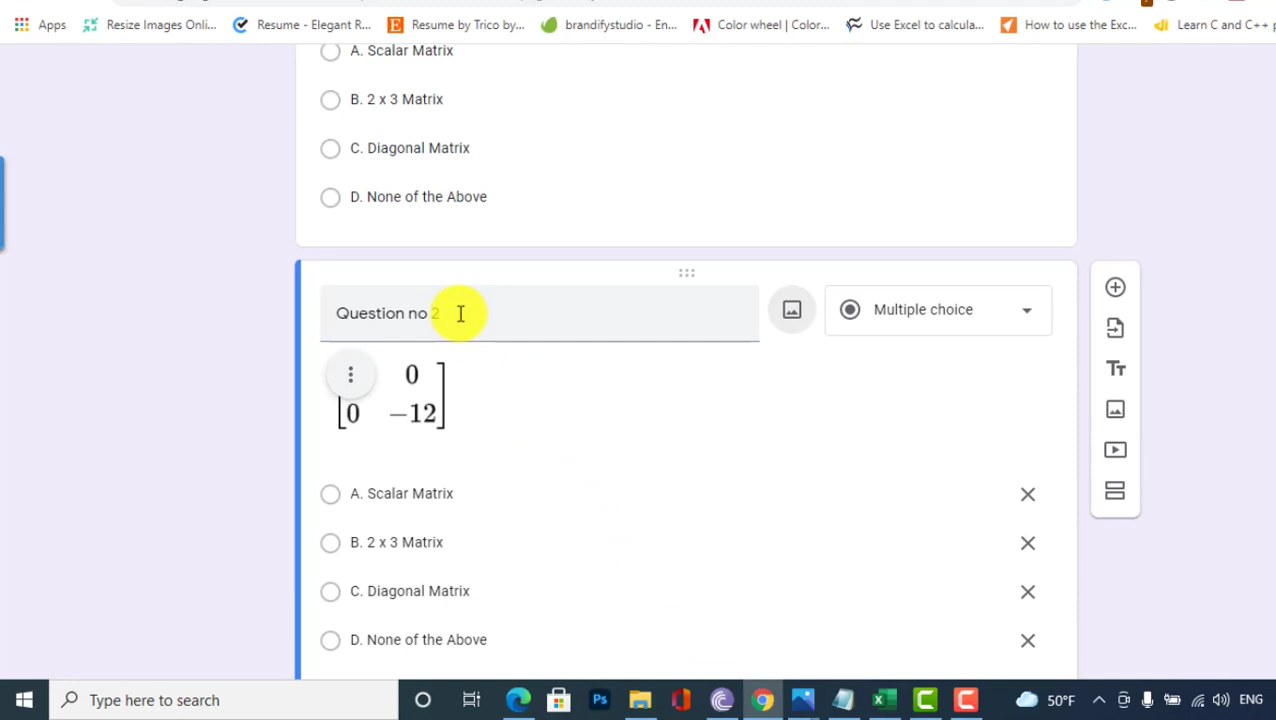 Apps Resize Images Onli... Resume - Elegant R... Resume by Trico by... brandifystudio - En... Color wheel | Color... Use Excel to calcula... How to use the Exc... Learn C and C++
A. Scalar Matrix
B. 2 x 3 Matrix
C. Diagonal Matrix
D. None of the Above
Question no 2
Multiple choice
0
0 −12
A. Scalar Matrix
B. 2 x 3 Matrix
C. Diagonal Matrix
D. None of the Above
Type here to search
50°F ENG